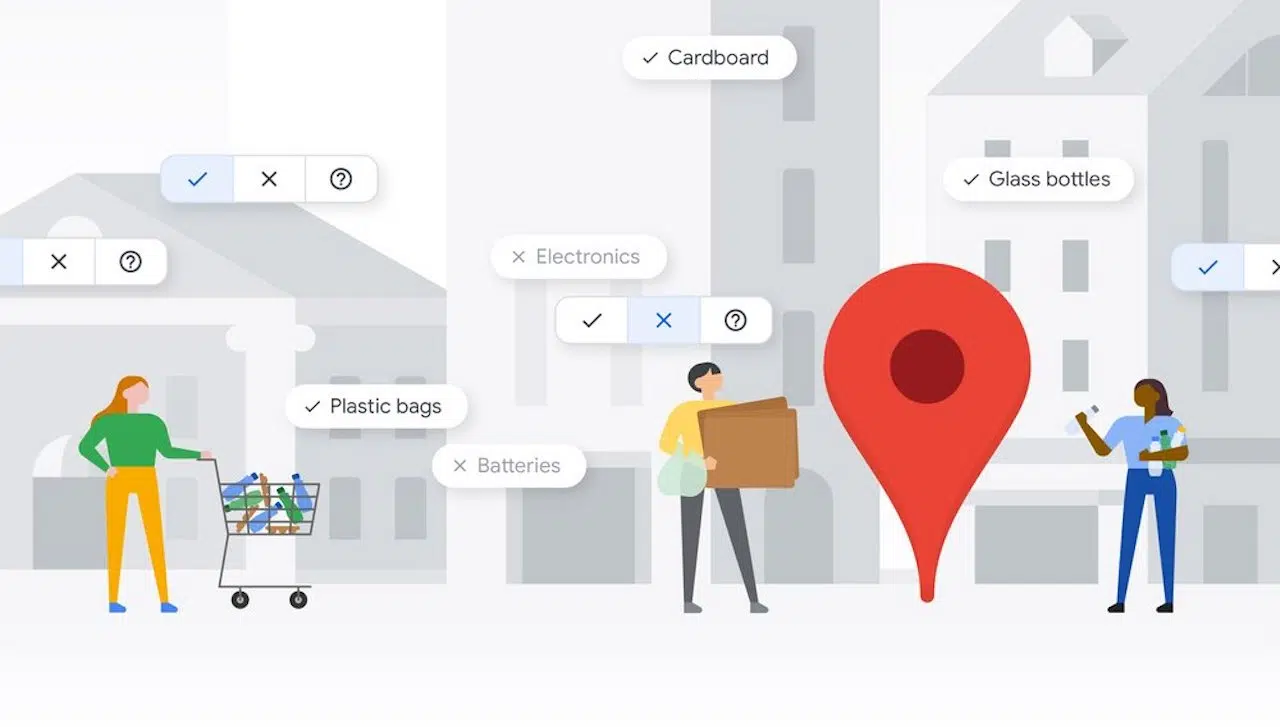 Cardboard
Glass bottles
Electronics
Plastic bags
Batteries